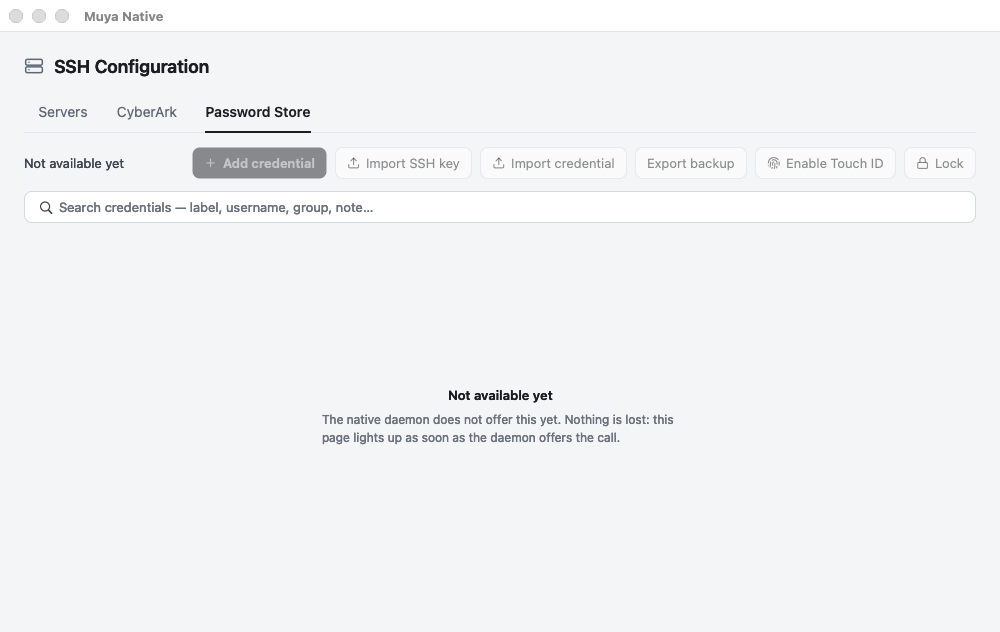 Muya Native
SSH Configuration
Servers
CyberArk
Password Store
Not available yet
+ Add credential
Import SSH key
Import credential
Export backup
Enable Touch ID
Lock
Search credentials — label, username, group, note...
Not available yet
The native daemon does not offer this yet. Nothing is lost: this
page lights up as soon as the daemon offers the call.